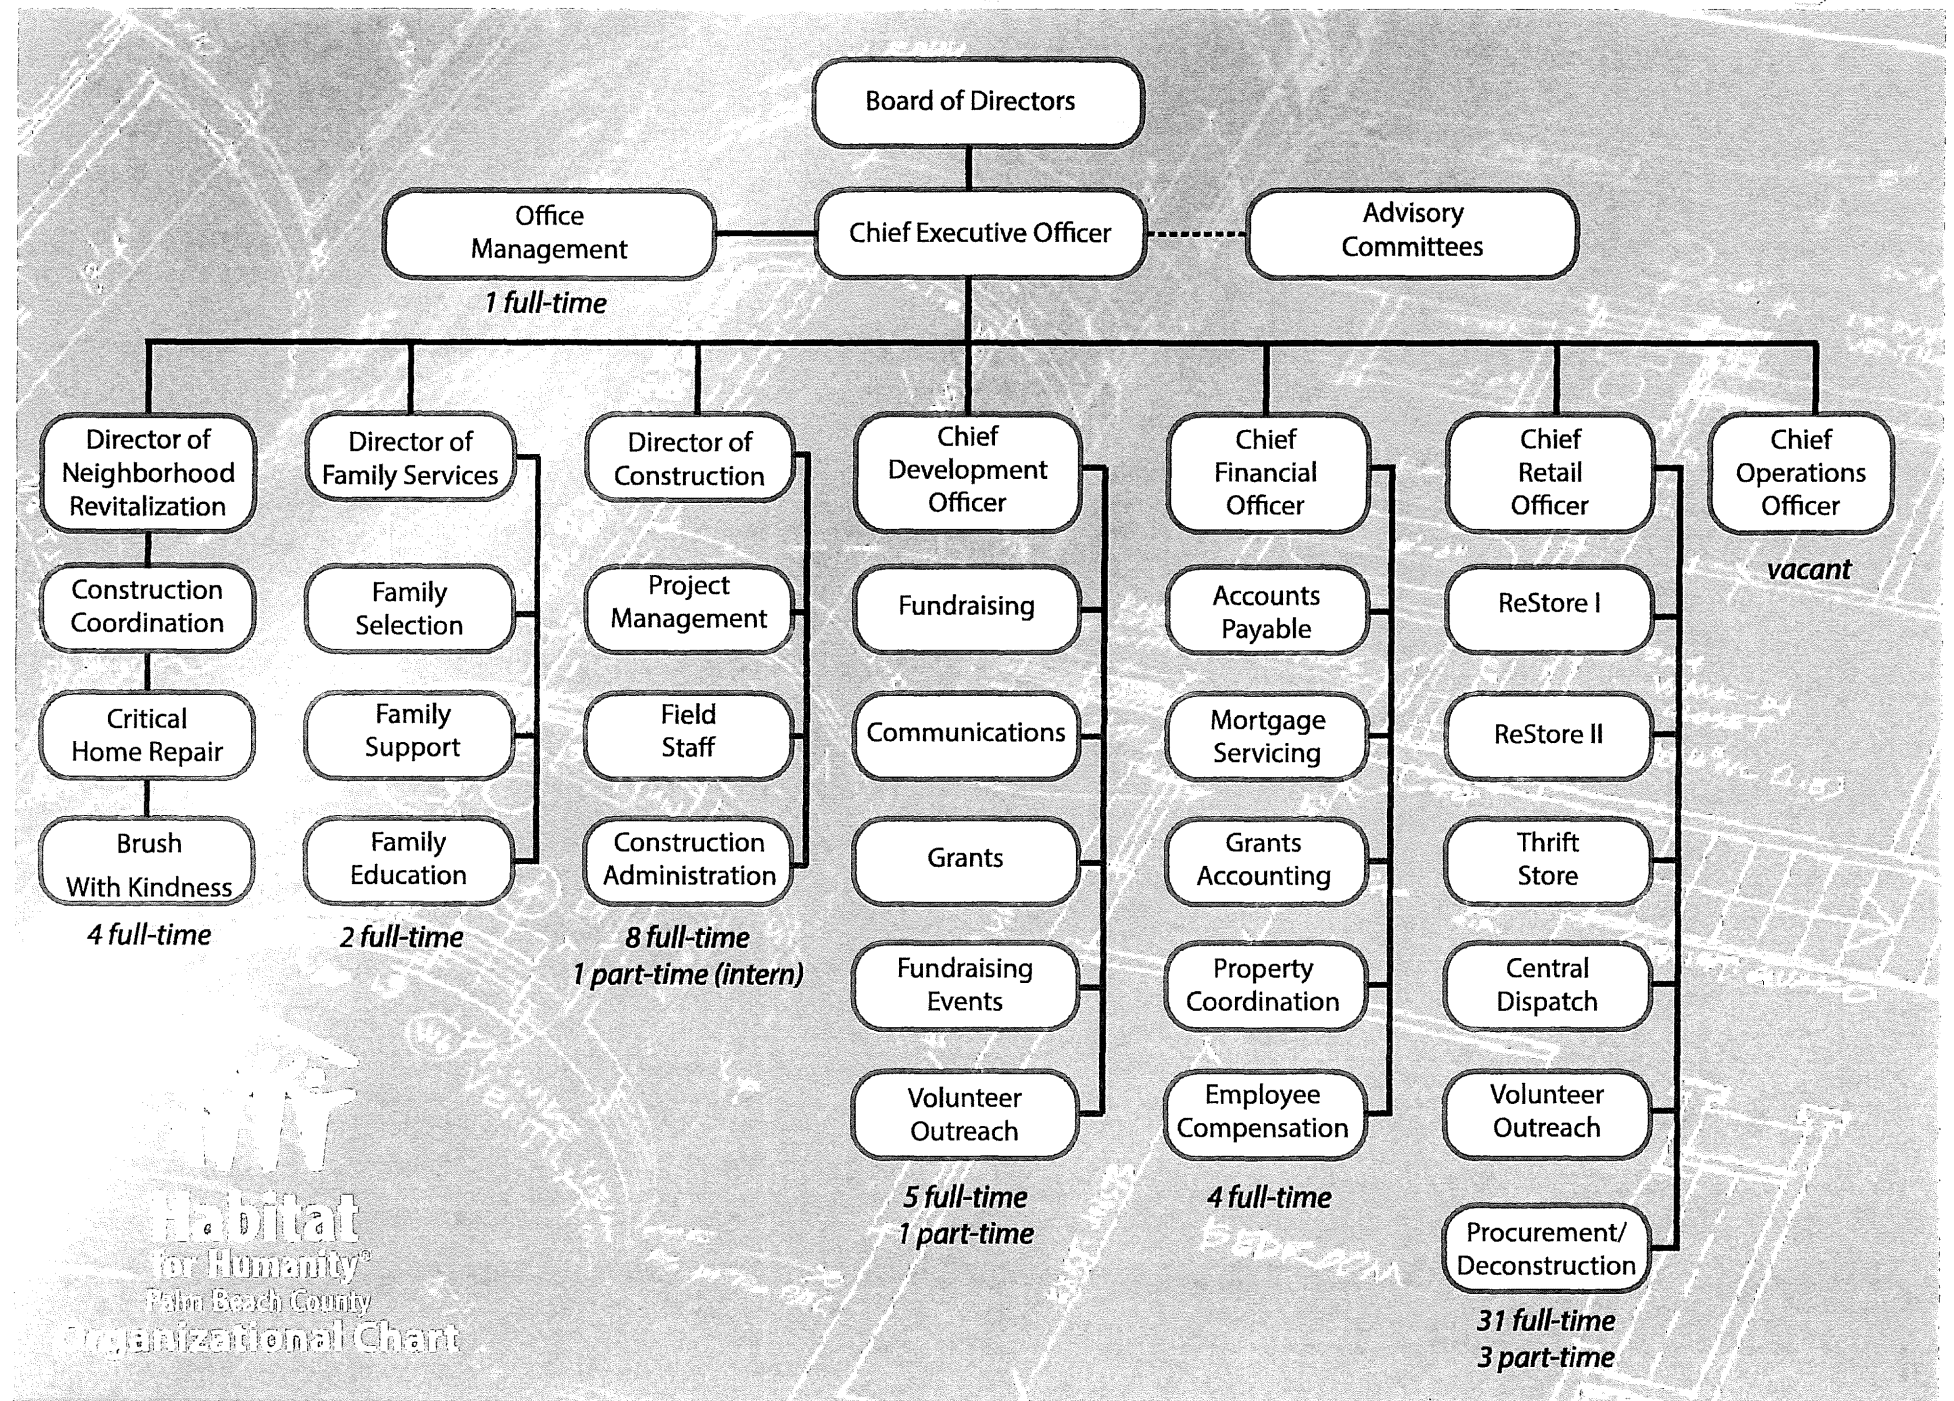 Board of Directors
Office
Management
1 full-time
Chief Executive Officer
Advisory
Committees
Director of
Neighborhood
Revitalization
Construction
Coordination
Critical
Home Repair
Brush
With Kindness
4 full-time
Director of
Family Services
Family
Selection
Family
Support
Family
Education
2 full-time
Director of
Construction
Project
Management
Field
Staff
Construction
Administration
8 full-time
1 part-time (intern)
Chief
Development
Officer
Fundraising
Communications
Grants
Fundraising
Events
Volunteer
Outreach
5 full-time
1 part-time
Chief
Financial
Officer
Accounts
Payable
Mortgage
Servicing
Grants
Accounting
Property
Coordination
Employee
Compensation
4 full-time
Chief
Retail
Officer
ReStore I
ReStore II
Thrift
Store
Central
Dispatch
Volunteer
Outreach
Procurement/
Deconstruction
31 full-time
3 part-time
Chief
Operations
Officer
vacant
BEDROOM
Habitat
for Humanity®
Palm Beach County
Organizational Chart